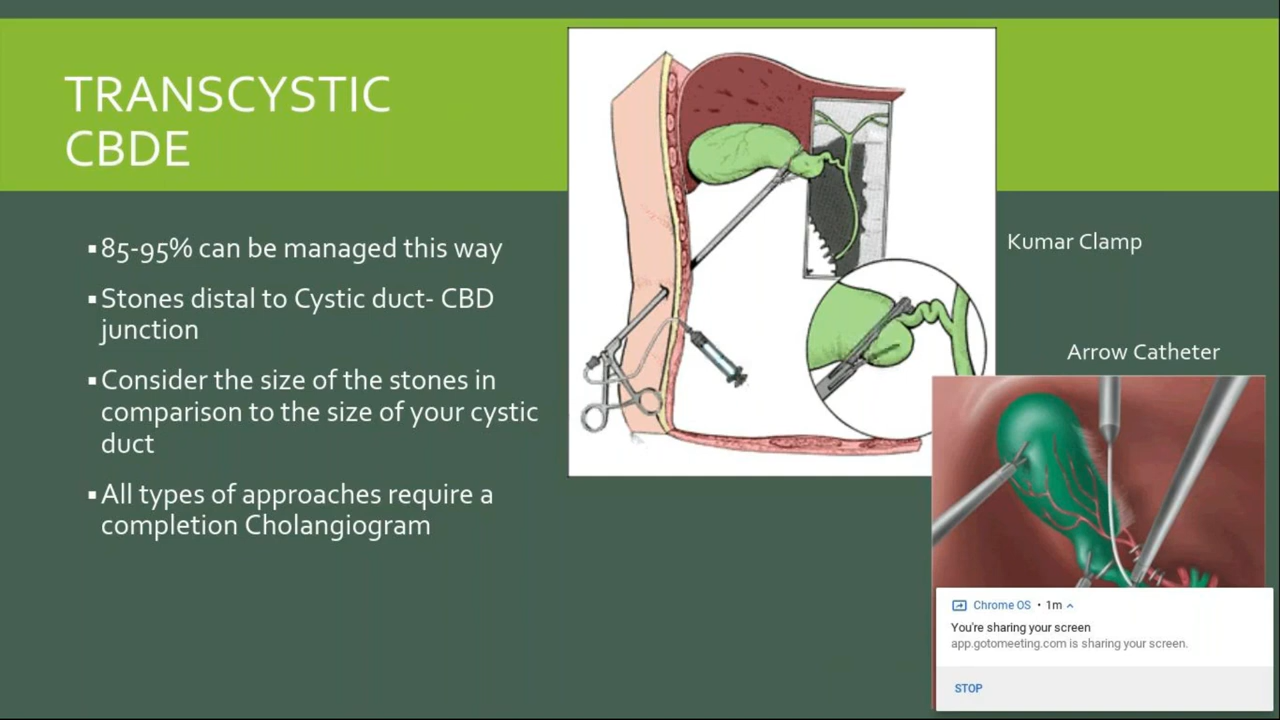 TRANSCYSTIC
CBDE
▪85-95% can be managed this way
▪Stones distal to Cystic duct- CBD
junction
▪Consider the size of the stones in
comparison to the size of your cystic
duct
▪All types of approaches require a
completion Cholangiogram
Kumar Clamp
Arrow Catheter
Chrome OS • 1m
You're sharing your screen
app.gotomeeting.com is sharing your screen.
STOP